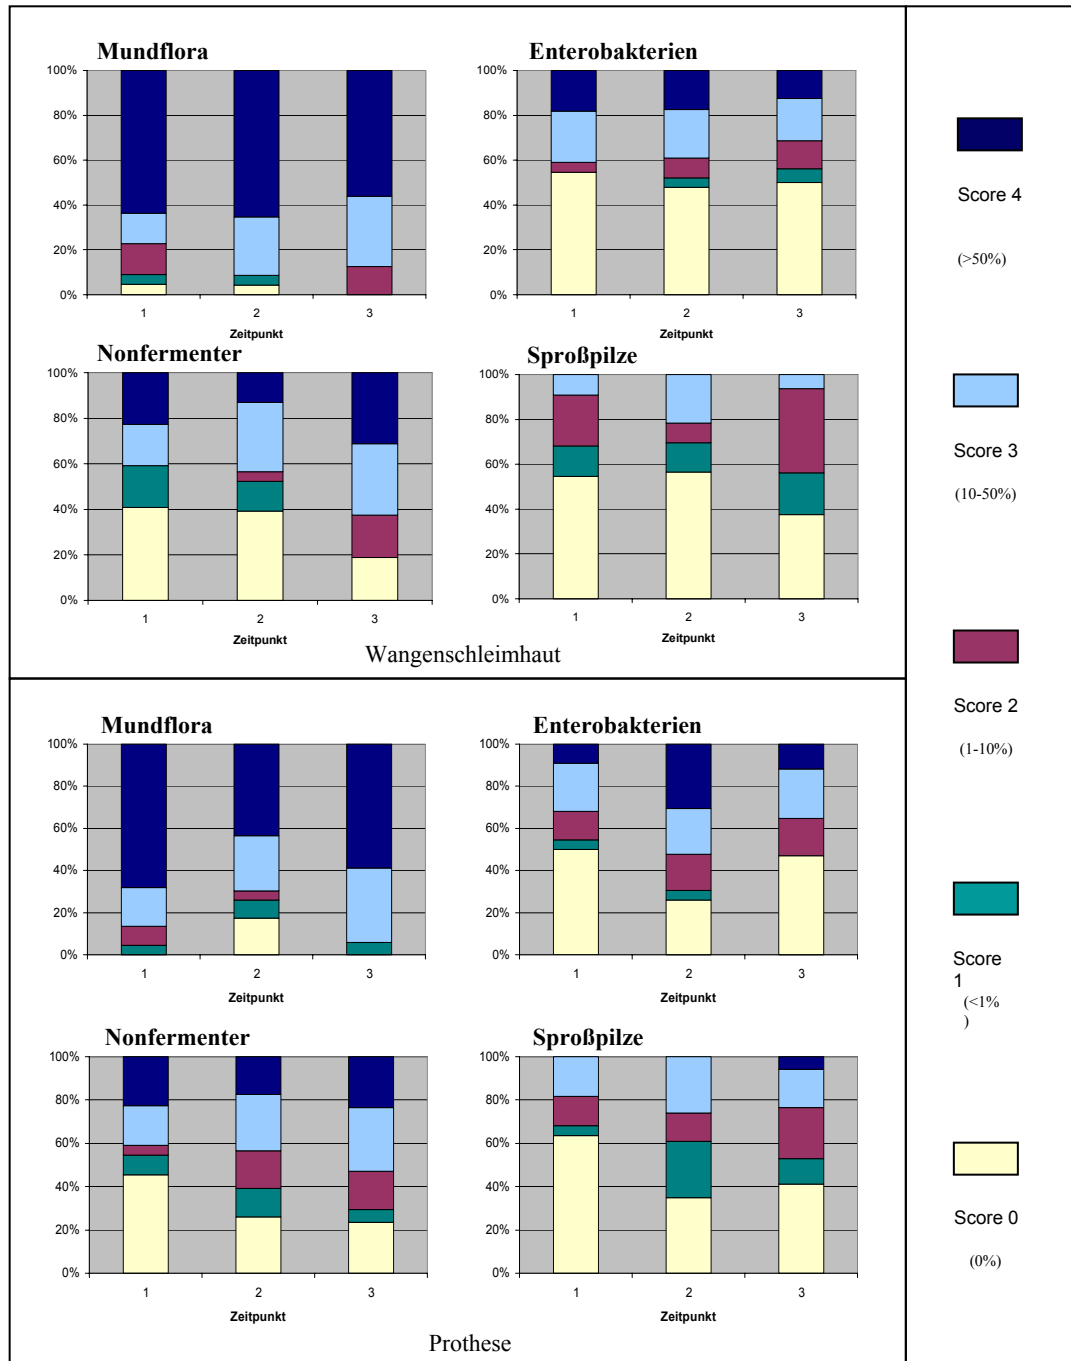 Mundflora
100%
80%
60%
40%
20%
0%
1 2 3
Zeitpunkt
Enterobakterien
100%
80%
60%
40%
20%
0%
1 2 3
Zeitpunkt
Nonfermenter
100%
80%
60%
40%
20%
0%
1 2 3
Zeitpunkt
Sproßpilze
100%
80%
60%
40%
20%
0%
1 2 3
Zeitpunkt
Wangenschleimhaut
Mundflora
100%
80%
60%
40%
20%
0%
1 2 3
Zeitpunkt
Enterobakterien
100%
80%
60%
40%
20%
0%
1 2 3
Zeitpunkt
Nonfermenter
100%
80%
60%
40%
20%
0%
1 2 3
Zeitpunkt
Sproßpilze
100%
80%
60%
40%
20%
0%
1 2 3
Zeitpunkt
Prothese
Score 4
(>50%)
Score 3
(10-50%)
Score 2
(1-10%)
Score
1
(<1%
)
Score 0
(0%)